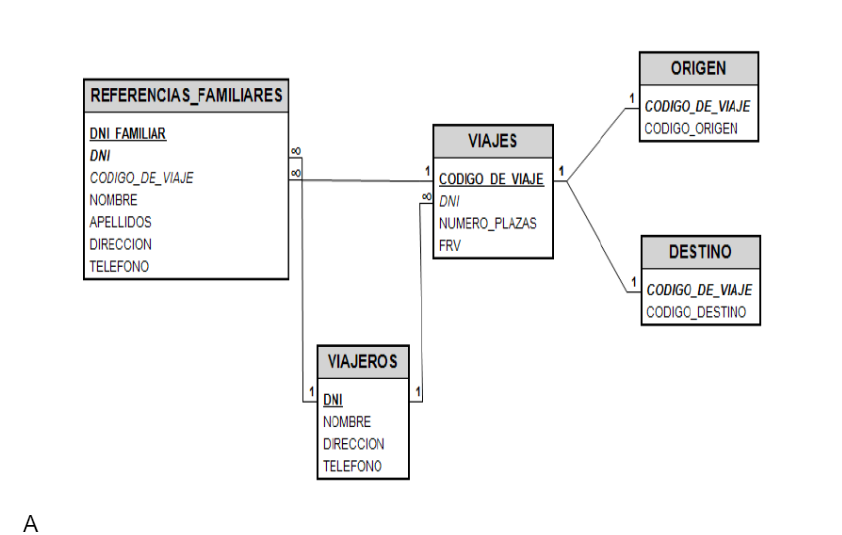 REFERENCIAS_FAMILIARES
DNI_FAMILIAR
DNI
CODIGO_DE_VIAJE
NOMBRE
APELLIDOS
DIRECCION
TELEFONO
∞
∞
1
∞
VIAJES
CODIGO_DE_VIAJE
DNI
NUMERO_PLAZAS
FRV
1
1
ORIGEN
CODIGO_DE_VIAJE
CODIGO_ORIGEN
1
DESTINO
CODIGO_DE_VIAJE
CODIGO_DESTINO
1
VIAJEROS
DNI
NOMBRE
DIRECCION
TELEFONO
1
A